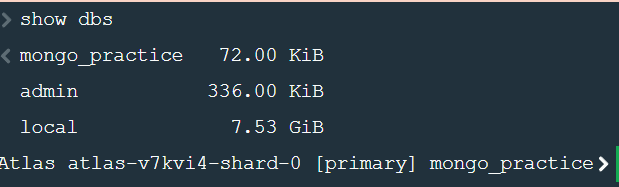 > show dbs
< mongo_practice   72.00 KiB
  admin           336.00 KiB
  local             7.53 GiB
Atlas atlas-v7kvi4-shard-0 [primary] mongo_practice>